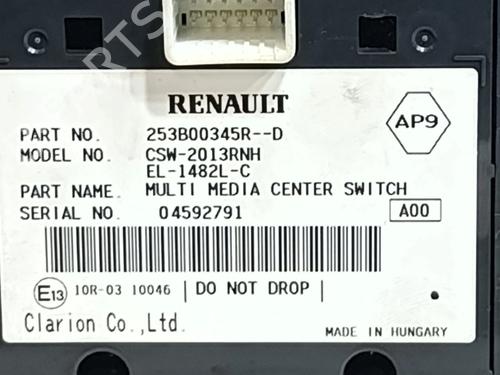 RENAULT
AP9
PART NO. 253B00345R--D
MODEL NO. CSW-2013RNH
EL-1482L-C
PART NAME. MULTI MEDIA CENTER SWITCH
SERIAL NO. 04592791
A00
E13 10R-03 10046 DO NOT DROP
Clarion Co.,Ltd.
MADE IN HUNGARY